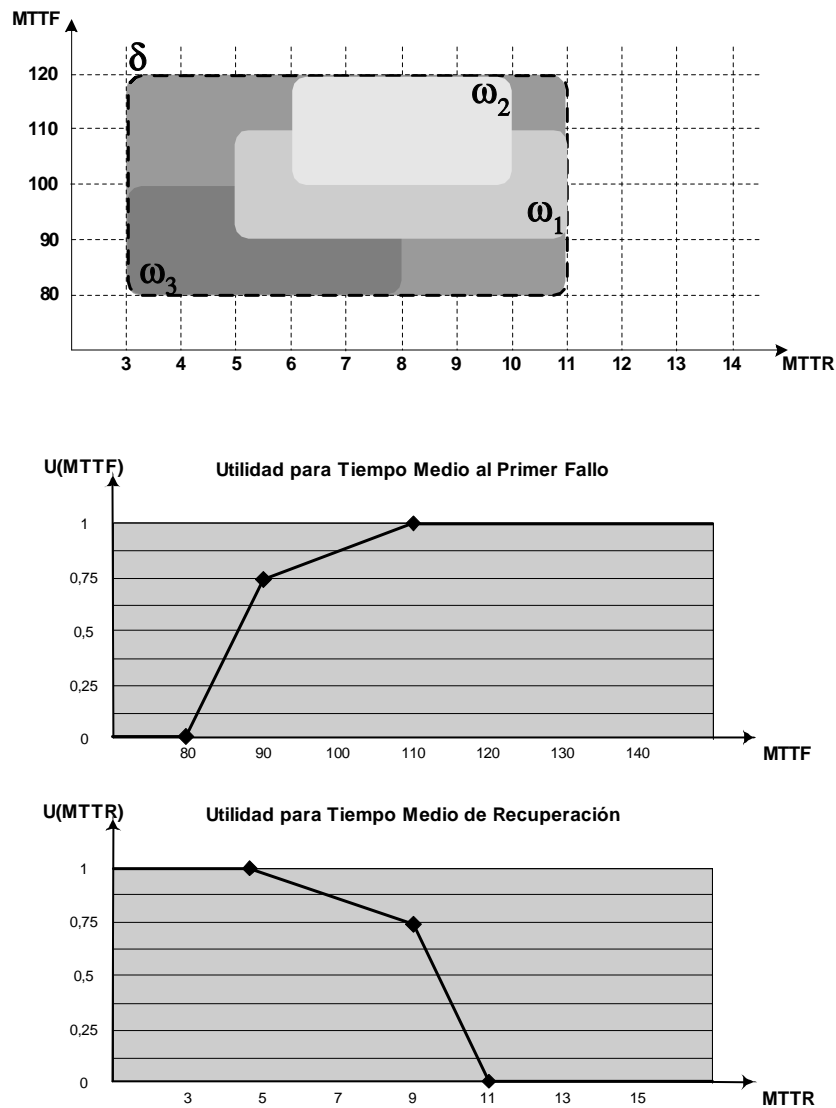 MTTF
δ
120
ω2
110
100
ω1
90
ω3
80
3 4 5 6 7 8 9 10 11 12 13 14
MTTR
U(MTTF)
Utilidad para Tiempo Medio al Primer Fallo
1
0,75
0,5
0,25
0
80 90 100 110 120 130 140
MTTF
U(MTTR)
Utilidad para Tiempo Medio de Recuperación
1
0,75
0,5
0,25
0
3 5 7 9 11 13 15
MTTR